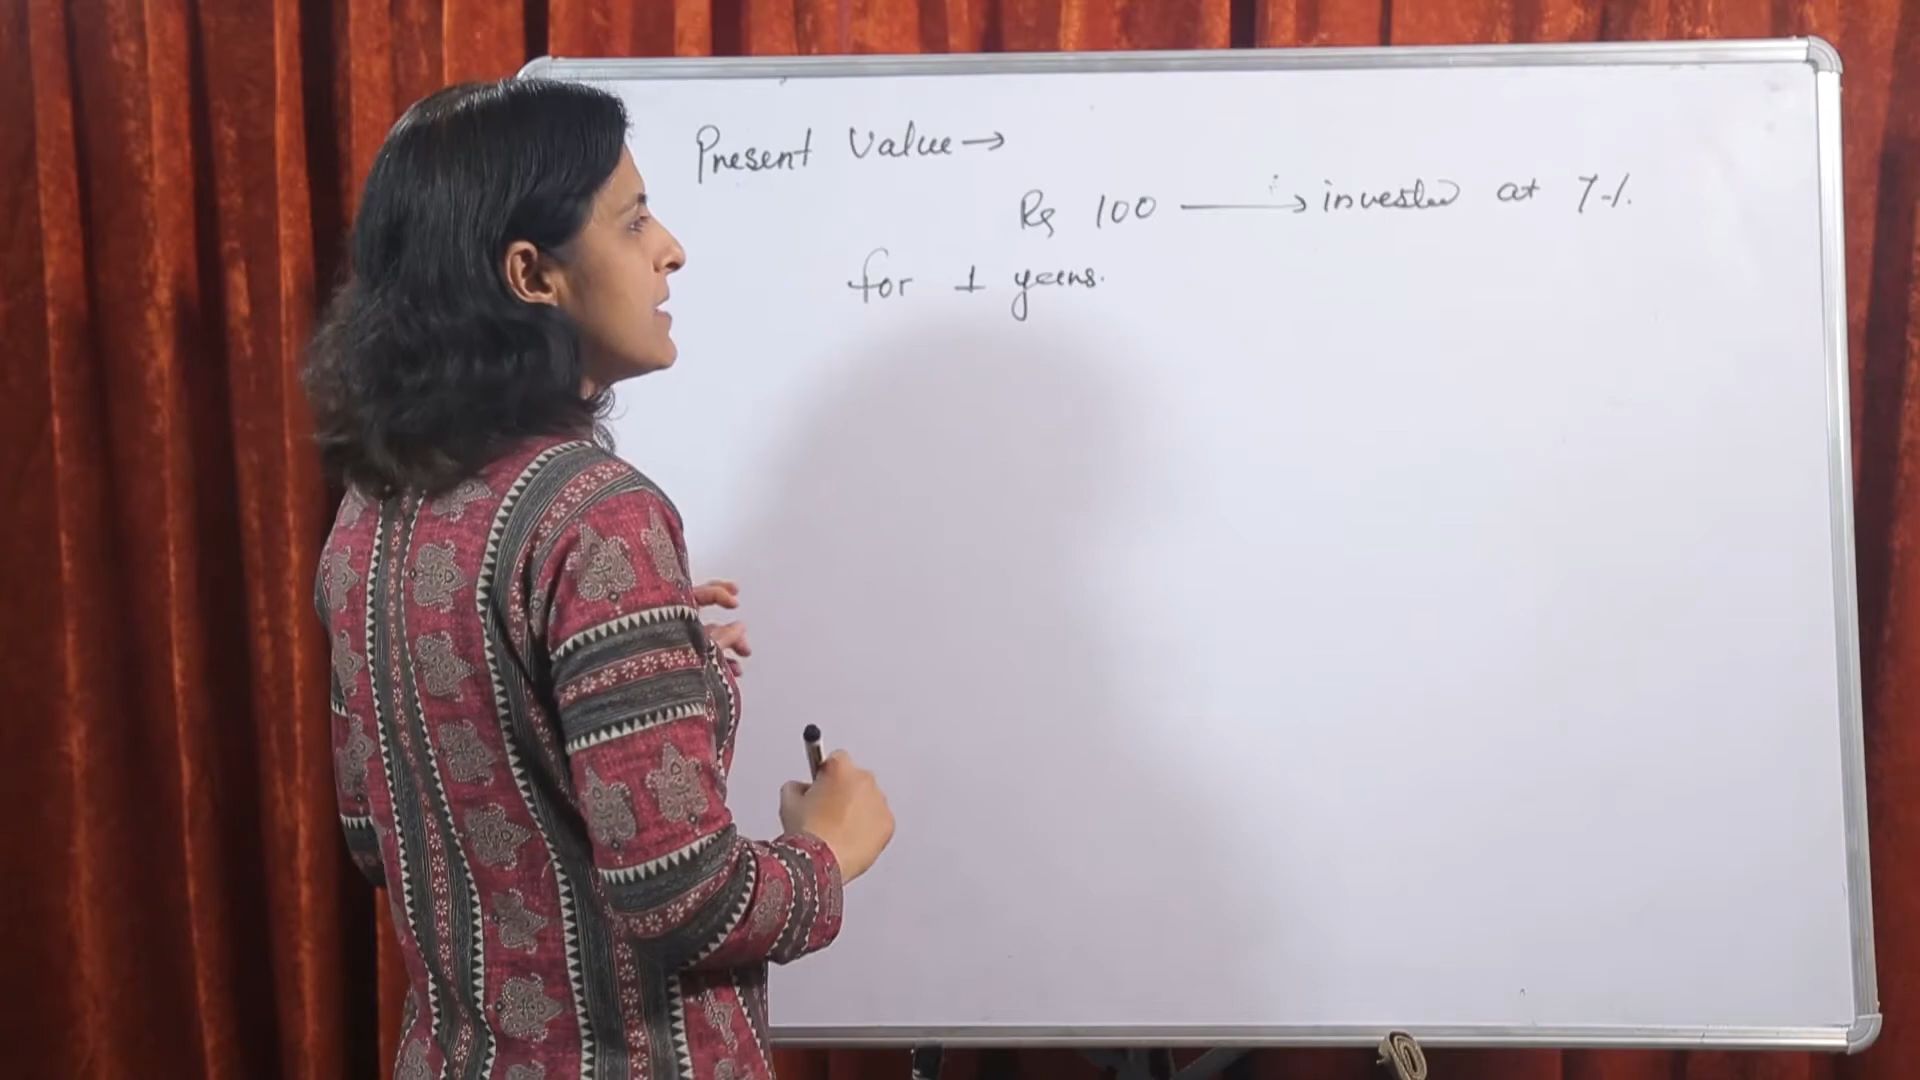 Present Value →
Rs 100 → invested at 7%
for 1 years.